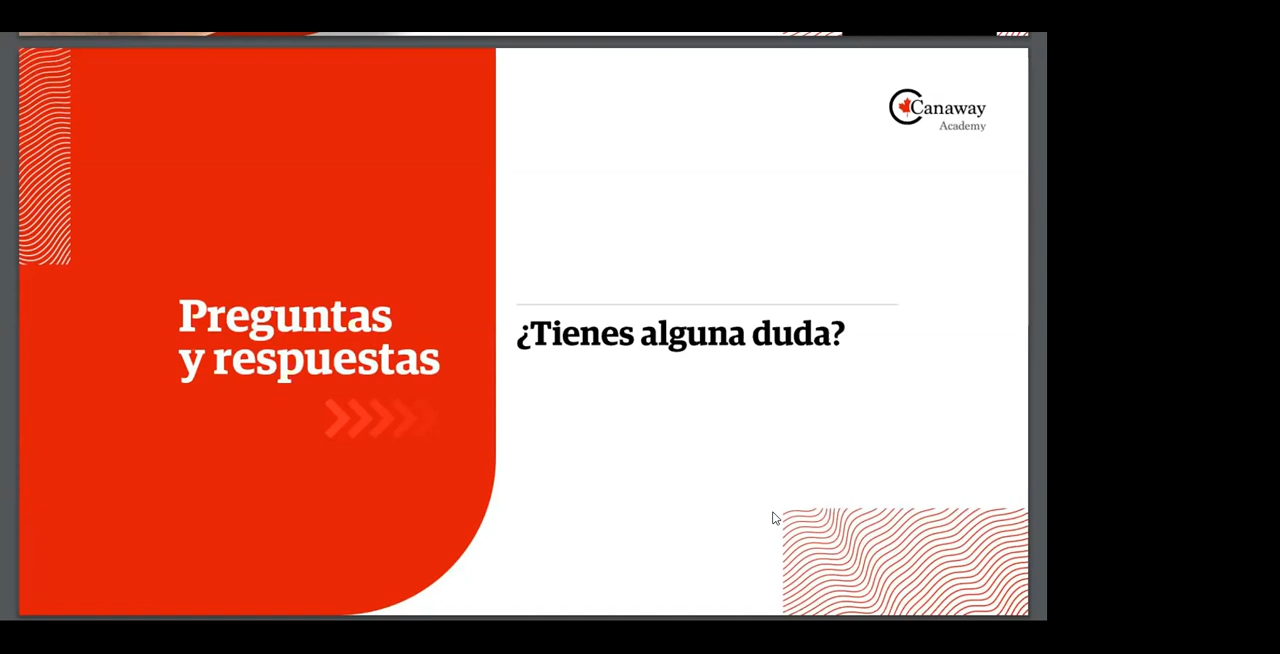 Canaway
Academy
Preguntas
y respuestas
¿Tienes alguna duda?